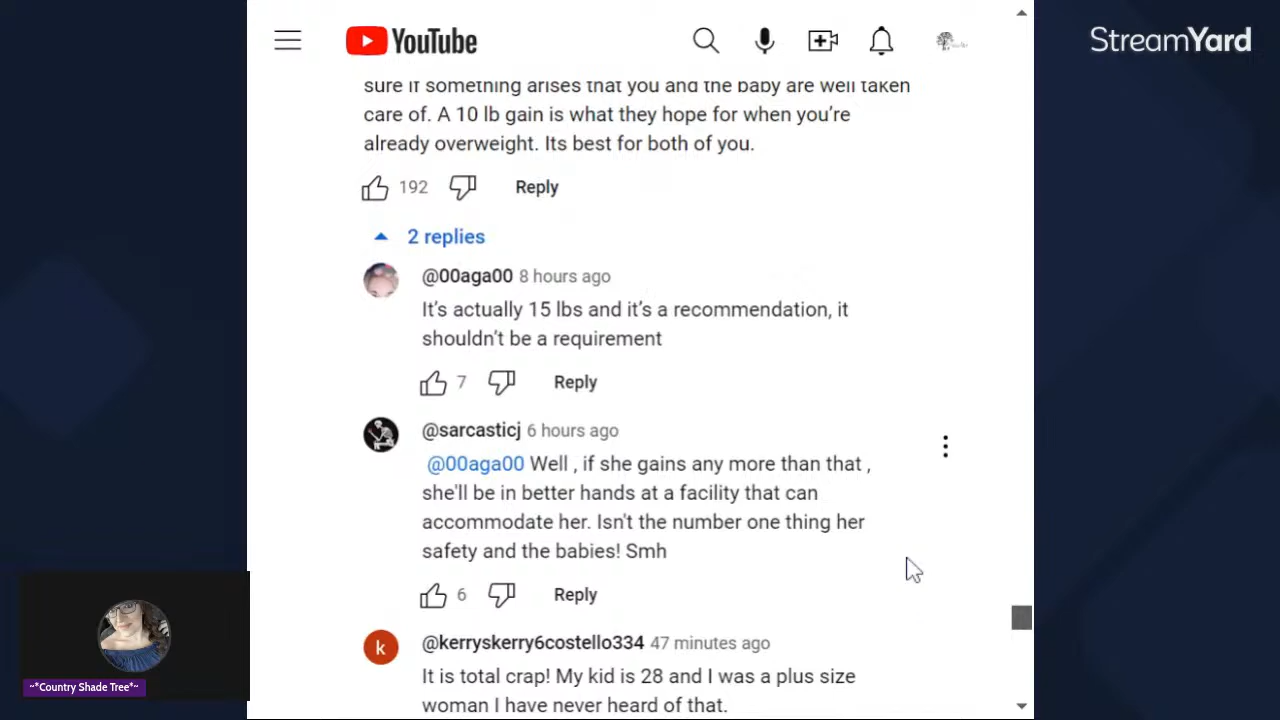 YouTube
StreamYard
sure if something arises that you and the baby are well taken
care of. A 10 lb gain is what they hope for when you’re
already overweight. Its best for both of you.
192 Reply
2 replies
@00aga00 8 hours ago
It’s actually 15 lbs and it’s a recommendation, it
shouldn’t be a requirement
7 Reply
@sarcasticj 6 hours ago
@00aga00 Well , if she gains any more than that ,
she'll be in better hands at a facility that can
accommodate her. Isn't the number one thing her
safety and the babies! Smh
6 Reply
k
@kerryskerry6costello334 47 minutes ago
It is total crap! My kid is 28 and I was a plus size
woman I have never heard of that.
~*Country Shade Tree*~